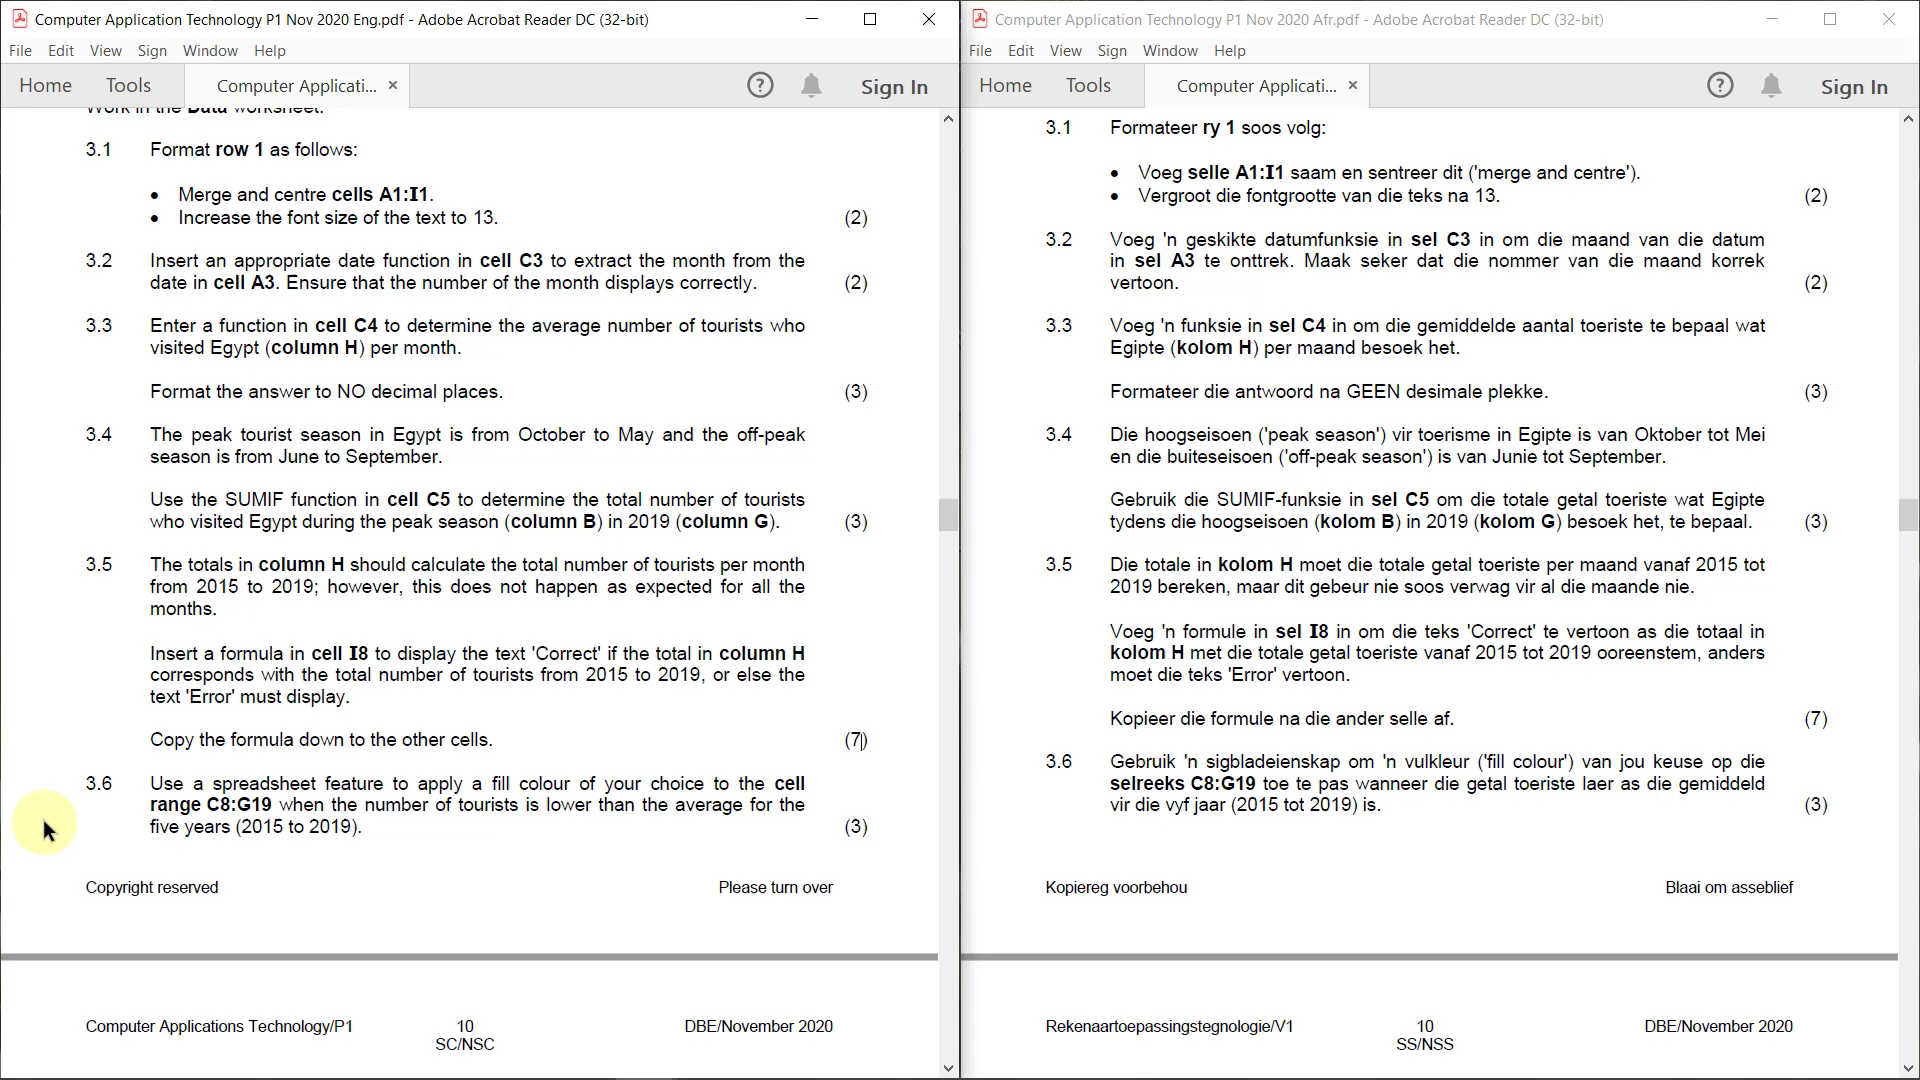 Computer Application Technology P1 Nov 2020 Eng.pdf - Adobe Acrobat Reader DC (32-bit)
File Edit View Sign Window Help
Home Tools Computer Applicati... × Sign In
Work in the Data worksheet.
3.1 Format row 1 as follows:
• Merge and centre cells A1:I1.
• Increase the font size of the text to 13. (2)
3.2 Insert an appropriate date function in cell C3 to extract the month from the
date in cell A3. Ensure that the number of the month displays correctly. (2)
3.3 Enter a function in cell C4 to determine the average number of tourists who
visited Egypt (column H) per month.
Format the answer to NO decimal places. (3)
3.4 The peak tourist season in Egypt is from October to May and the off-peak
season is from June to September.
Use the SUMIF function in cell C5 to determine the total number of tourists
who visited Egypt during the peak season (column B) in 2019 (column G). (3)
3.5 The totals in column H should calculate the total number of tourists per month
from 2015 to 2019; however, this does not happen as expected for all the
months.
Insert a formula in cell I8 to display the text 'Correct' if the total in column H
corresponds with the total number of tourists from 2015 to 2019, or else the
text 'Error' must display.
Copy the formula down to the other cells. (7)
3.6 Use a spreadsheet feature to apply a fill colour of your choice to the cell
range C8:G19 when the number of tourists is lower than the average for the
five years (2015 to 2019). (3)
Copyright reserved Please turn over
Computer Applications Technology/P1 10 DBE/November 2020
SC/NSC
Computer Application Technology P1 Nov 2020 Afr.pdf - Adobe Acrobat Reader DC (32-bit)
File Edit View Sign Window Help
Home Tools Computer Applicati... × Sign In
3.1 Formateer ry 1 soos volg:
• Voeg selle A1:I1 saam en sentreer dit ('merge and centre').
• Vergroot die fontgrootte van die teks na 13. (2)
3.2 Voeg 'n geskikte datumfunksie in sel C3 in om die maand van die datum
in sel A3 te onttrek. Maak seker dat die nommer van die maand korrek
vertoon. (2)
3.3 Voeg 'n funksie in sel C4 in om die gemiddelde aantal toeriste te bepaal wat
Egipte (kolom H) per maand besoek het.
Formateer die antwoord na GEEN desimale plekke. (3)
3.4 Die hoogseisoen ('peak season') vir toerisme in Egipte is van Oktober tot Mei
en die buiteseisoen ('off-peak season') is van Junie tot September.
Gebruik die SUMIF-funksie in sel C5 om die totale getal toeriste wat Egipte
tydens die hoogseisoen (kolom B) in 2019 (kolom G) besoek het, te bepaal. (3)
3.5 Die totale in kolom H moet die totale getal toeriste per maand vanaf 2015 tot
2019 bereken, maar dit gebeur nie soos verwag vir al die maande nie.
Voeg 'n formule in sel I8 in om die teks 'Correct' te vertoon as die totaal in
kolom H met die totale getal toeriste vanaf 2015 tot 2019 ooreenstem, anders
moet die teks 'Error' vertoon.
Kopieer die formule na die ander selle af. (7)
3.6 Gebruik 'n sigbladeienskap om 'n vulkleur ('fill colour') van jou keuse op die
selreeks C8:G19 toe te pas wanneer die getal toeriste laer as die gemiddeld
vir die vyf jaar (2015 tot 2019) is. (3)
Kopiereg voorbehou Blaai om asseblief
Rekenaartoepassingstegnologie/V1 10 DBE/November 2020
SS/NSS